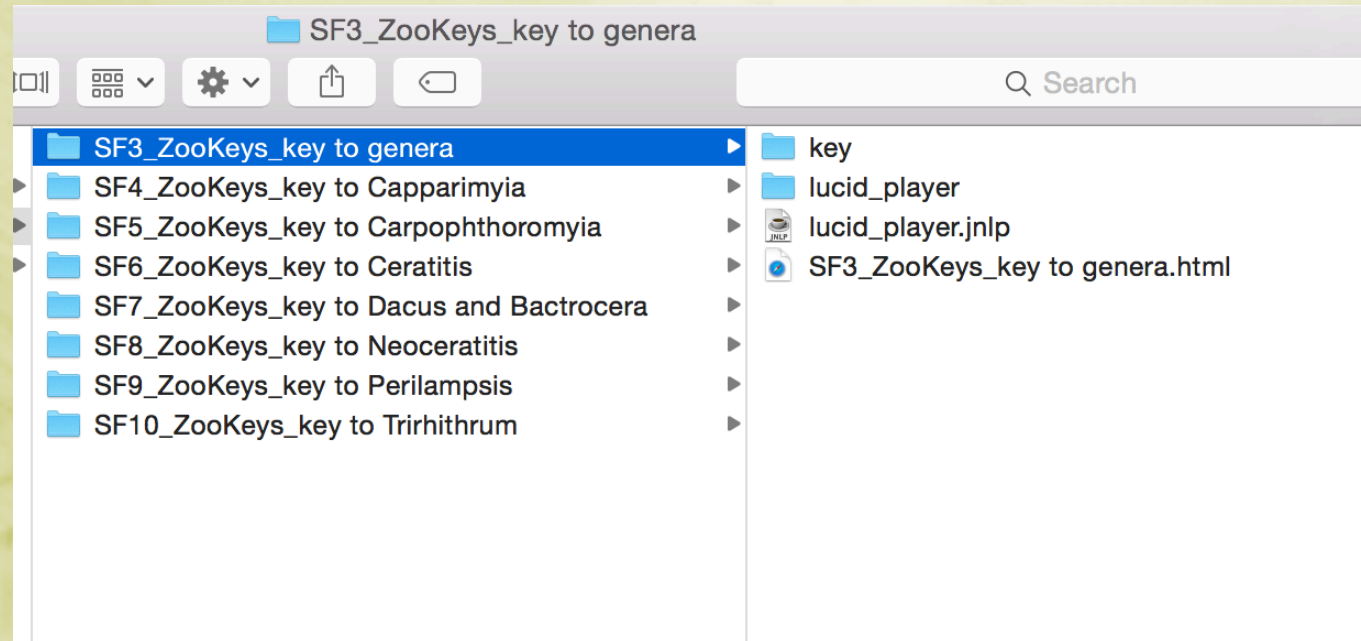 SF3_ZooKeys_key to genera
Search
SF3_ZooKeys_key to genera
SF4_ZooKeys_key to Capparimyia
SF5_ZooKeys_key to Carpophthoromyia
SF6_ZooKeys_key to Ceratitis
SF7_ZooKeys_key to Dacus and Bactrocera
SF8_ZooKeys_key to Neoceratitis
SF9_ZooKeys_key to Perilampsis
SF10_ZooKeys_key to Trirhithrum
key
lucid_player
JNLP
lucid_player.jnlp
SF3_ZooKeys_key to genera.html